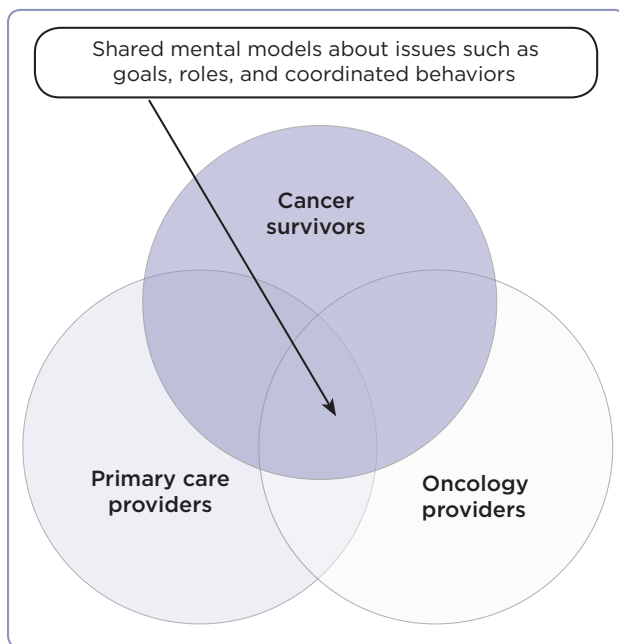 Shared mental models about issues such as
goals, roles, and coordinated behaviors
Cancer
survivors
Primary care
providers
Oncology
providers